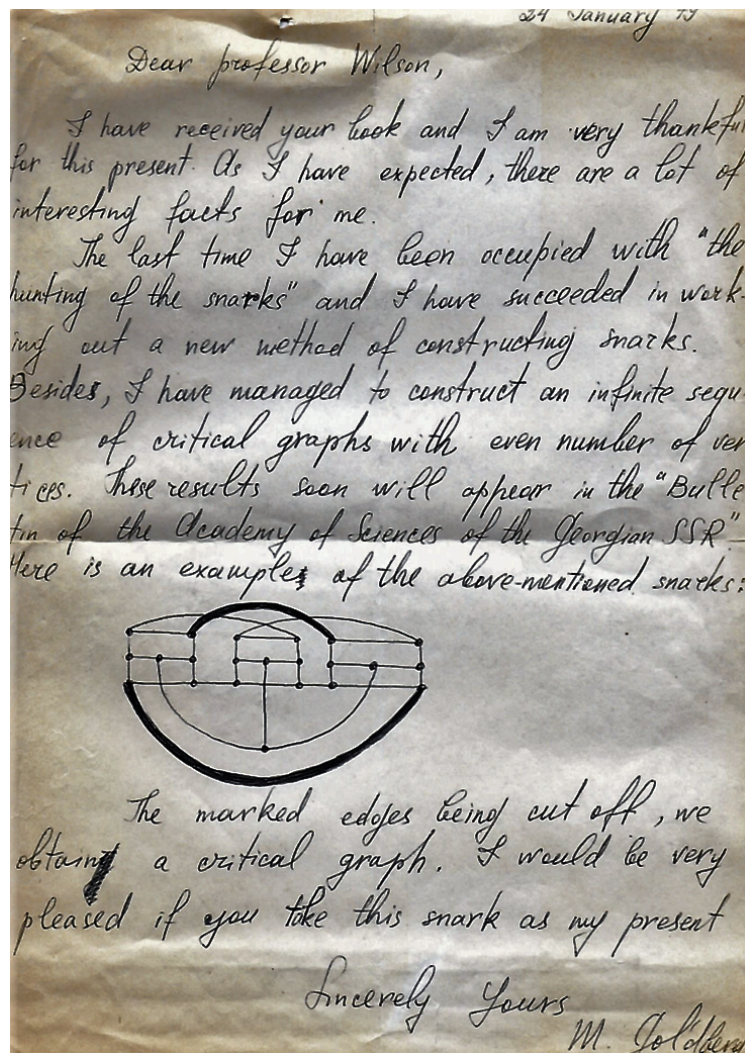 24 January 79
Dear professor Wilson,
I have received your book and I am very thankful
for this present. As I have expected, there are a lot of
interesting facts for me.
The last time I have been occupied with "the
hunting of the snarks" and I have succeeded in work-
ing out a new method of constructing snarks.
Besides, I have managed to construct an infinite sequ-
ence of critical graphs with even number of ver
tices. These results soon will appear in the "Bulle
tin of the Academy of Sciences of the Georgian SSR"
Here is an example of the above-mentioned snarks:
The marked edges being cut off, we
obtain a critical graph. I would be very
pleased if you take this snark as my present
Sincerely Yours
M. Gol'dberg